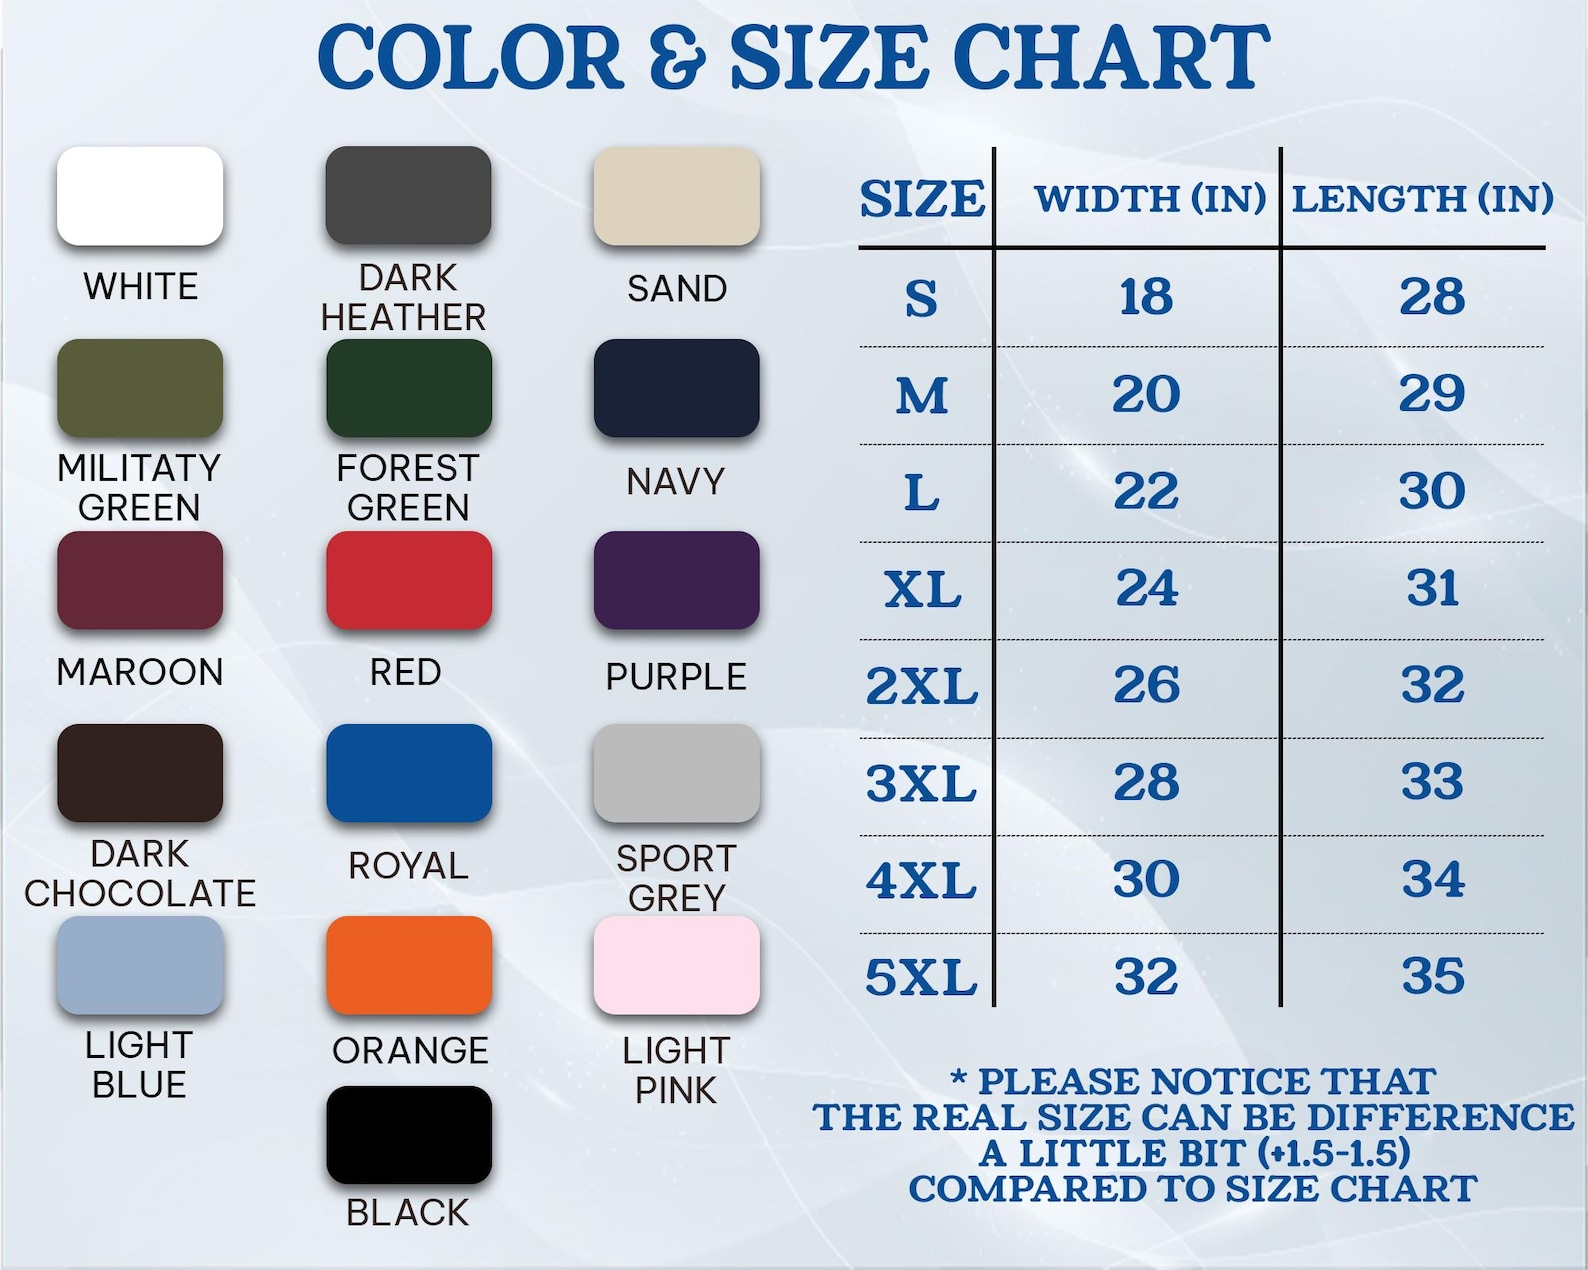 COLOR & SIZE CHART
WHITE
DARK
HEATHER
SAND
MILITATY
GREEN
FOREST
GREEN
NAVY
MAROON
RED
PURPLE
DARK
CHOCOLATE
ROYAL
SPORT
GREY
LIGHT
BLUE
ORANGE
LIGHT
PINK
BLACK
SIZE WIDTH (IN) LENGTH (IN)
S 18 28
M 20 29
L 22 30
XL 24 31
2XL 26 32
3XL 28 33
4XL 30 34
5XL 32 35
* PLEASE NOTICE THAT
THE REAL SIZE CAN BE DIFFERENCE
A LITTLE BIT (+1.5-1.5)
COMPARED TO SIZE CHART